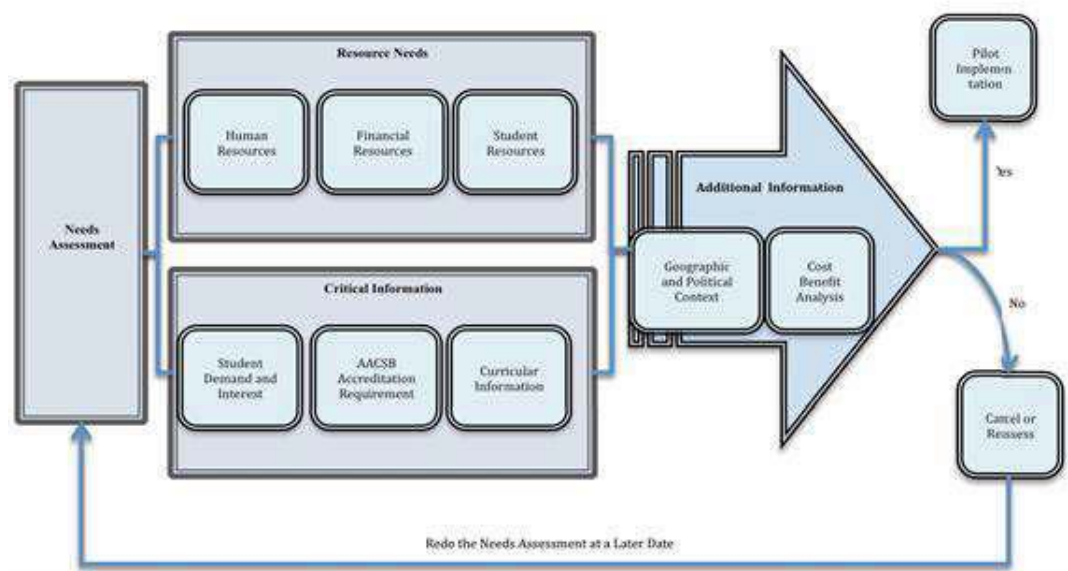 Needs
Assessment
Resource Needs
Human
Resources
Financial
Resources
Student
Resources
Critical Information
Student
Demand and
Interest
AACSB
Accreditation
Requirement
Curricular
Information
Additional Information
Geographic
and Political
Context
Cost
Benefit
Analysis
Pilot
Implemen
tation
Yes
No
Cancel or
Reassess
Redo the Needs Assessment at a Later Date